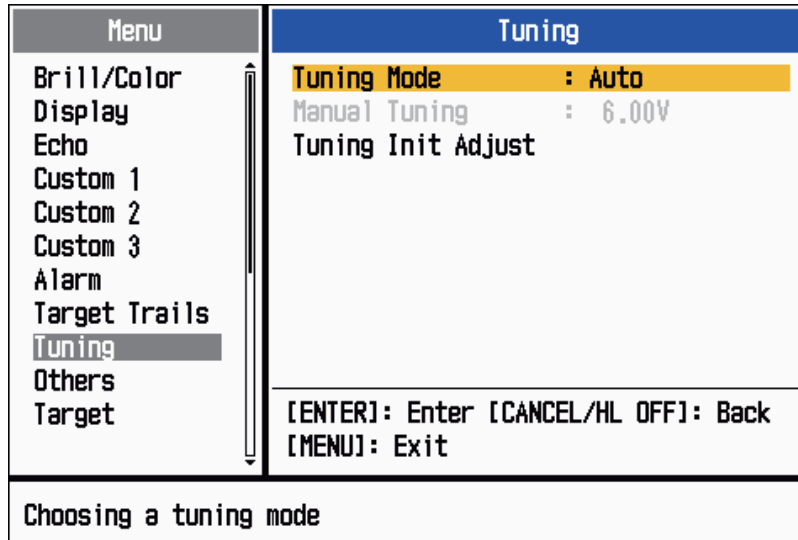 Menu
Brill/Color
Display
Echo
Custom 1
Custom 2
Custom 3
Alarm
Target Trails
Tuning
Others
Target
Tuning
Tuning Mode : Auto
Manual Tuning : 6.00V
Tuning Init Adjust
[ENTER]: Enter [CANCEL/HL OFF]: Back
[MENU]: Exit
Choosing a tuning mode